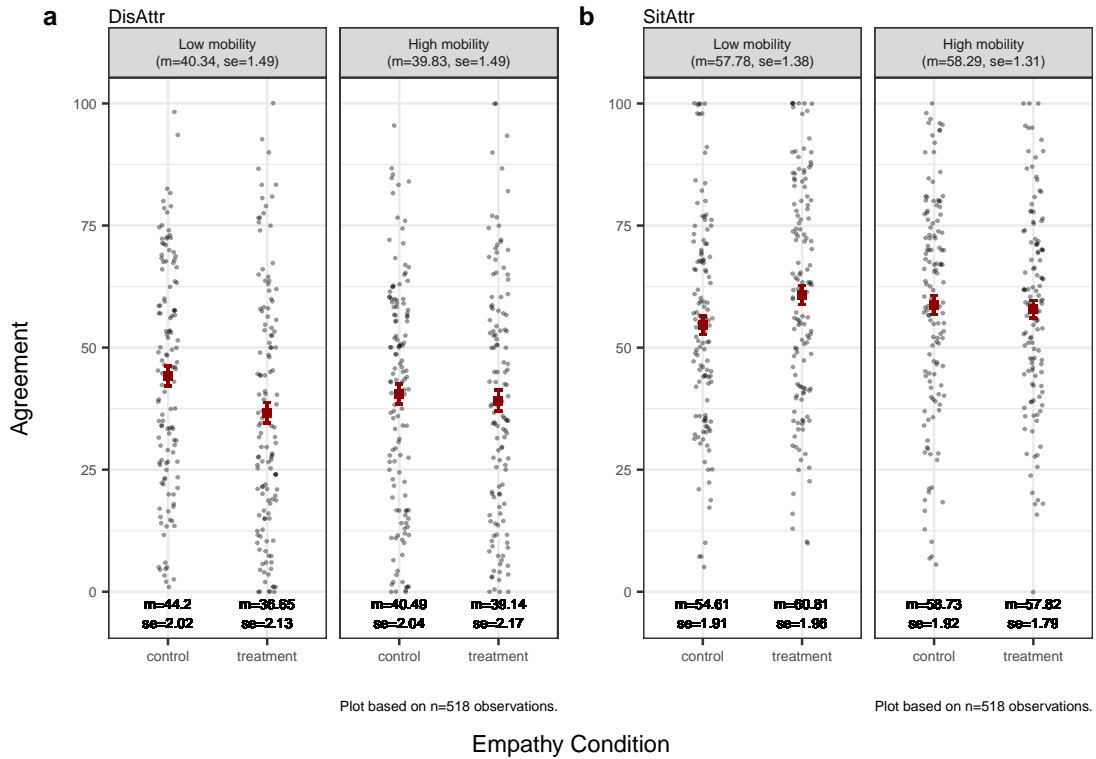 a
DisAttr
Low mobility
(m=40.34, se=1.49)
High mobility
(m=39.83, se=1.49)
Agreement
100
75
50
25
0
m=44.2
se=2.02
m=36.65
se=2.13
m=40.49
se=2.04
m=39.14
se=2.17
control
treatment
control
treatment
Plot based on n=518 observations.
b
SitAttr
Low mobility
(m=57.78, se=1.38)
High mobility
(m=58.29, se=1.31)
100
75
50
25
0
m=54.61
se=1.91
m=60.81
se=1.96
m=58.73
se=1.92
m=57.82
se=1.79
control
treatment
control
treatment
Plot based on n=518 observations.
Empathy Condition